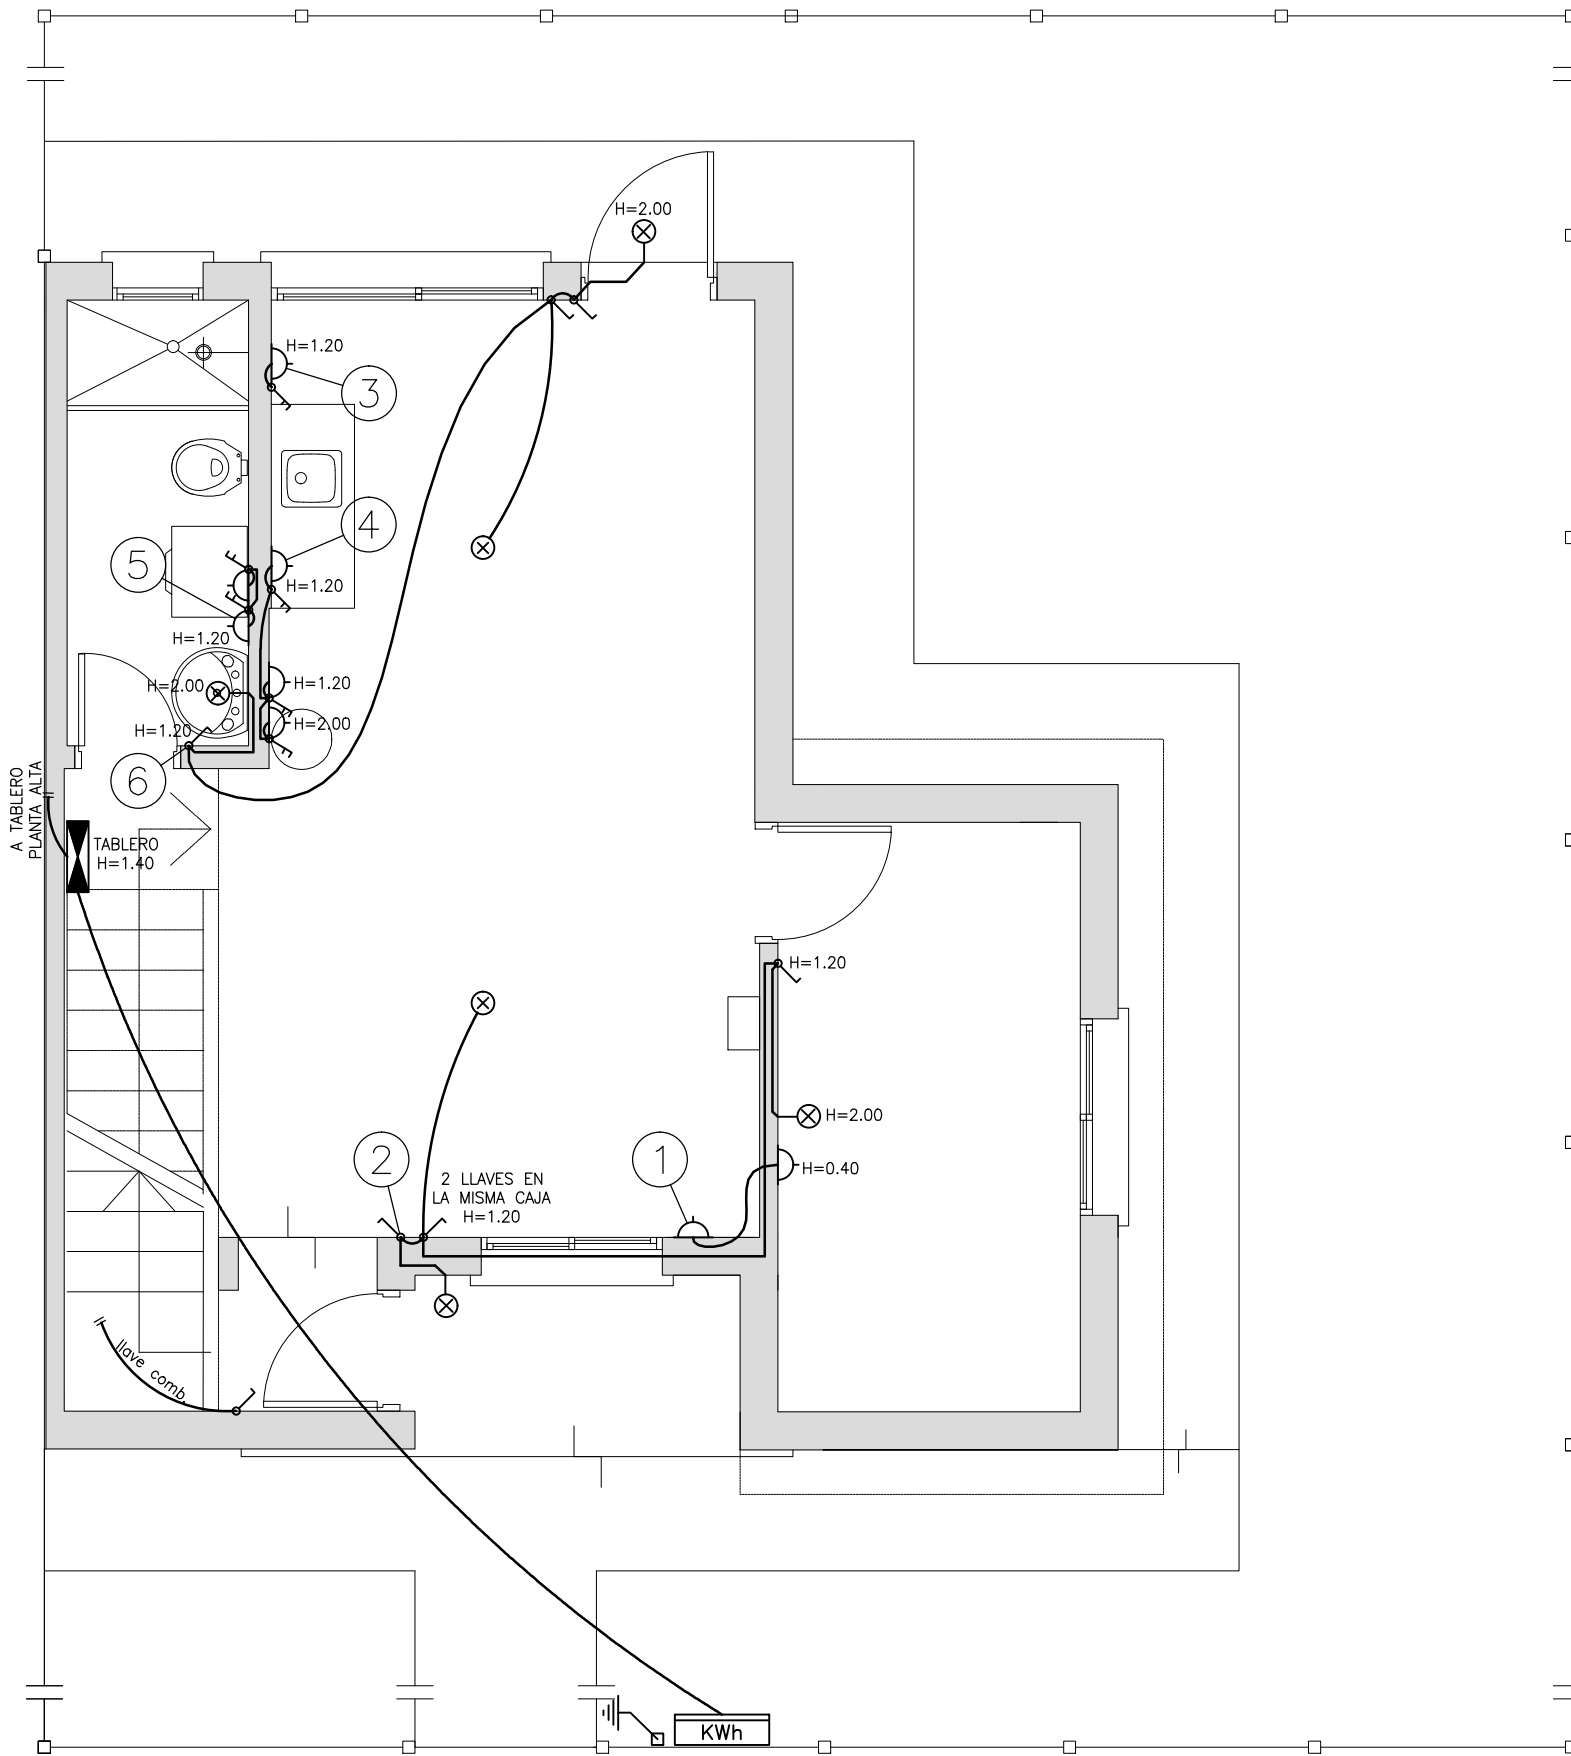 H=2.00
H=1.20
3
4
H=1.20
5
H=1.20
H=2.00
H=1.20
H=1.20
H=2.00
6
A TABLERO
PLANTA ALTA
TABLERO
H=1.40
H=1.20
H=2.00
H=0.40
1
2
2 LLAVES EN
LA MISMA CAJA
H=1.20
llave comb.
KWh